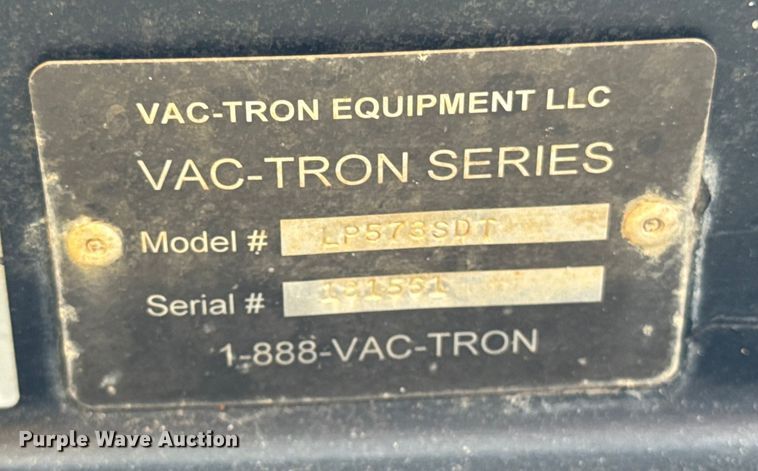 VAC-TRON EQUIPMENT LLC
VAC-TRON SERIES
Model # LP573SDT
Serial #
1-888-VAC-TRON
Purple Wave Auction